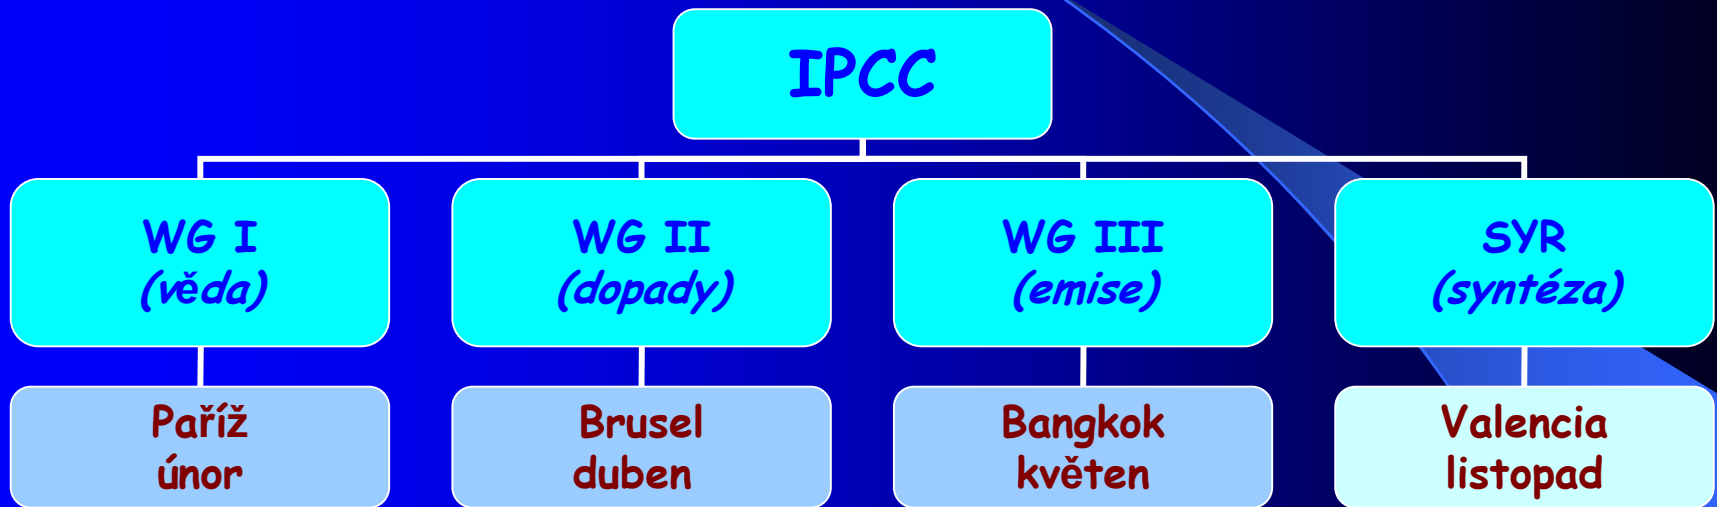 IPCC
WG I
(věda)
WG II
(dopady)
WG III
(emise)
SYR
(syntéza)
Paříž
únor
Brusel
duben
Bangkok
květen
Valencia
listopad